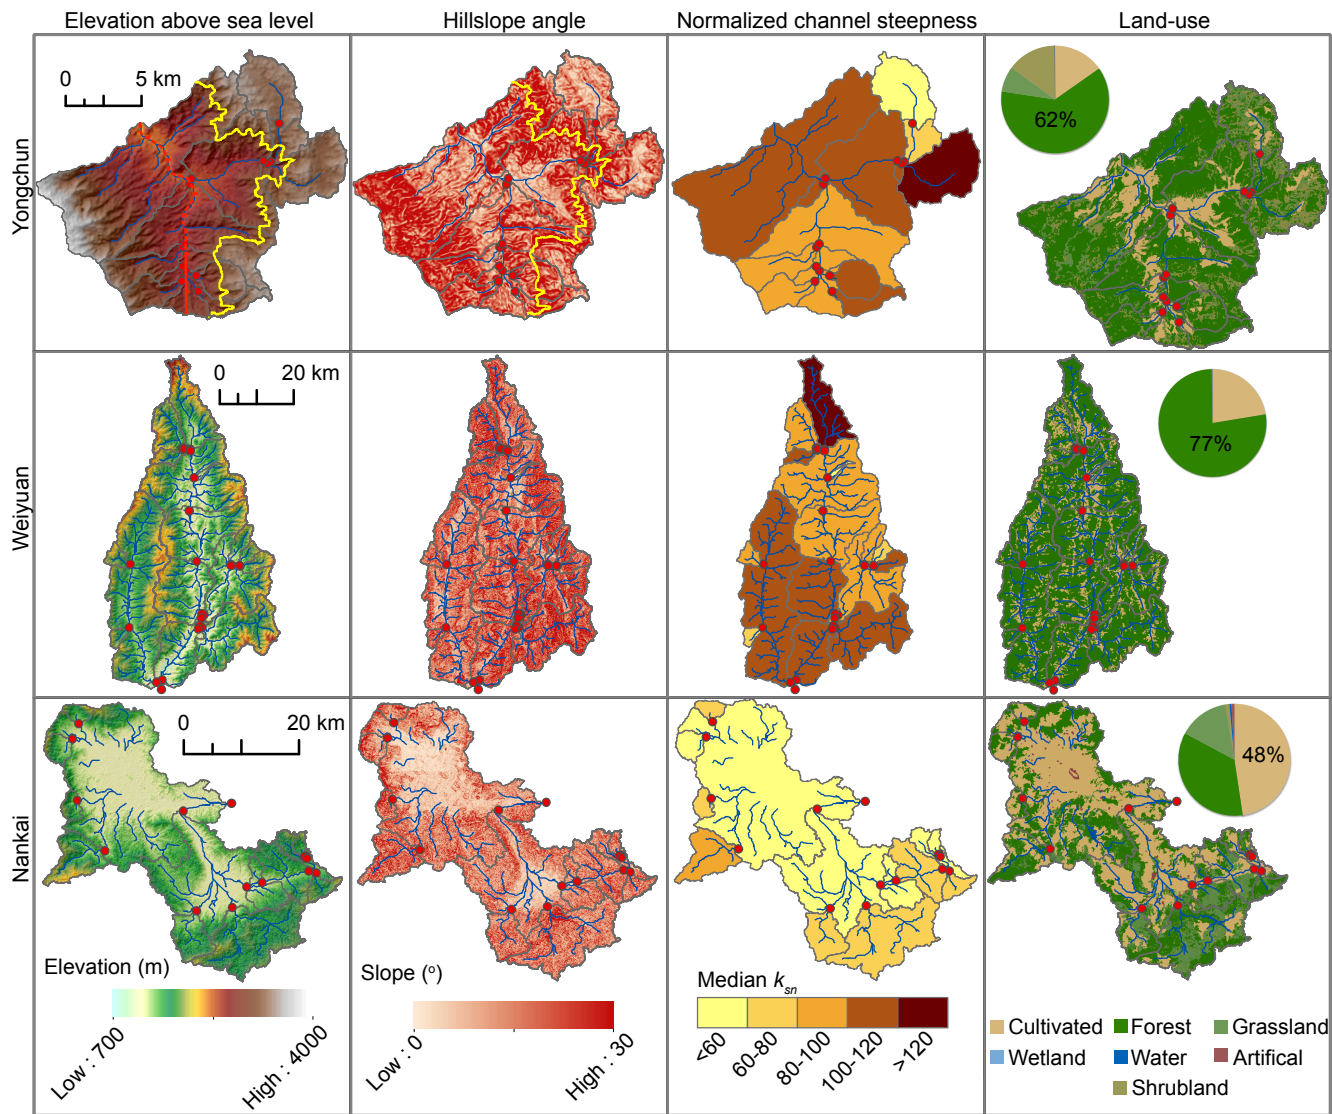 Elevation above sea level
Hillslope angle
Normalized channel steepness
Land-use
Yongchun
0 5 km
62%
Weiyuan
0 20 km
77%
Nankai
0 20 km
48%
Elevation (m)
Low : 700
High : 4000
Slope (o)
Low : 0
High : 30
Median ksn
<60
60-80
80-100
100-120
>120
Cultivated
Forest
Grassland
Wetland
Water
Artifical
Shrubland